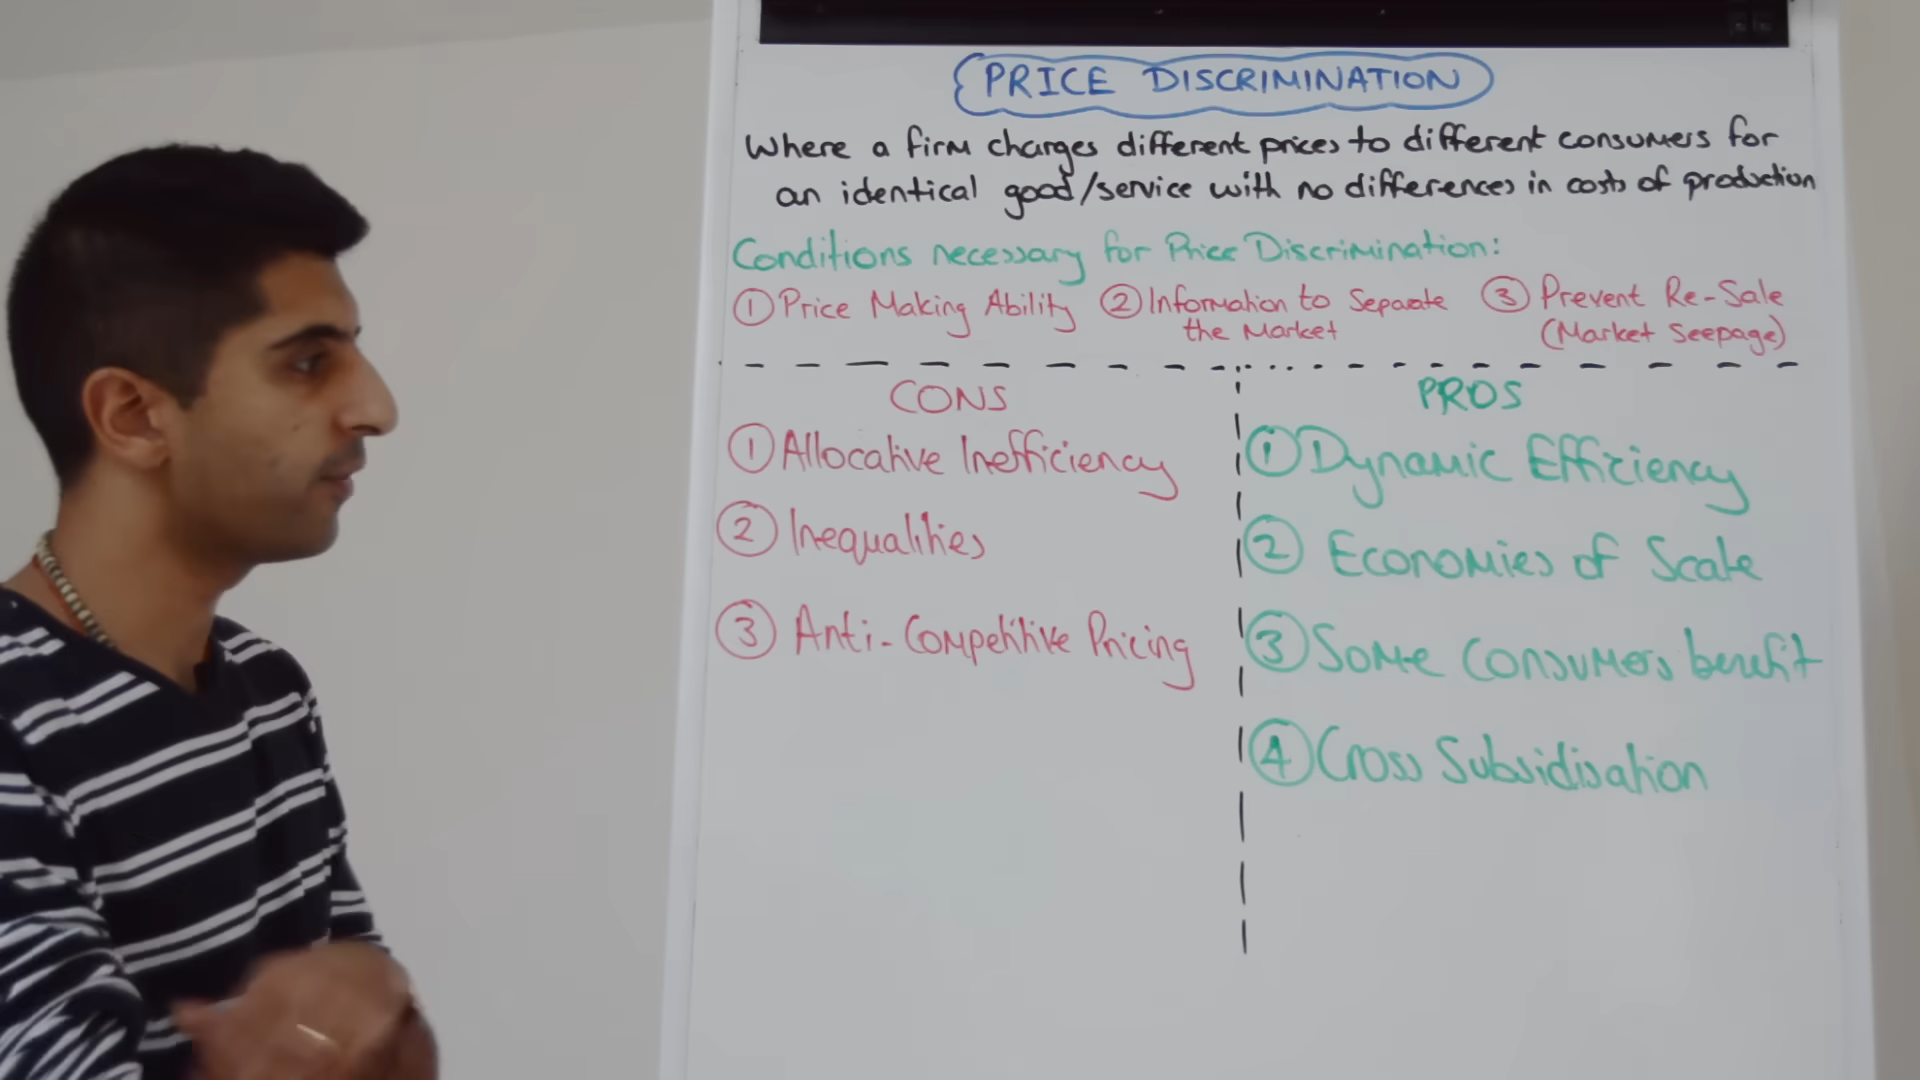 PRICE DISCRIMINATION
Where a firm charges different prices to different consumers for
an identical good/service with no differences in costs of production
Conditions necessary for Price Discrimination:
① Price Making Ability ② Information to Separate ③ Prevent Re-Sale
the Market (Market Seepage)
CONS PROS
① Allocative Inefficiency ① Dynamic Efficiency
② Inequalities ② Economies of Scale
③ Anti-Competitive Pricing ③ Some Consumers benefit
④ Cross Subsidisation